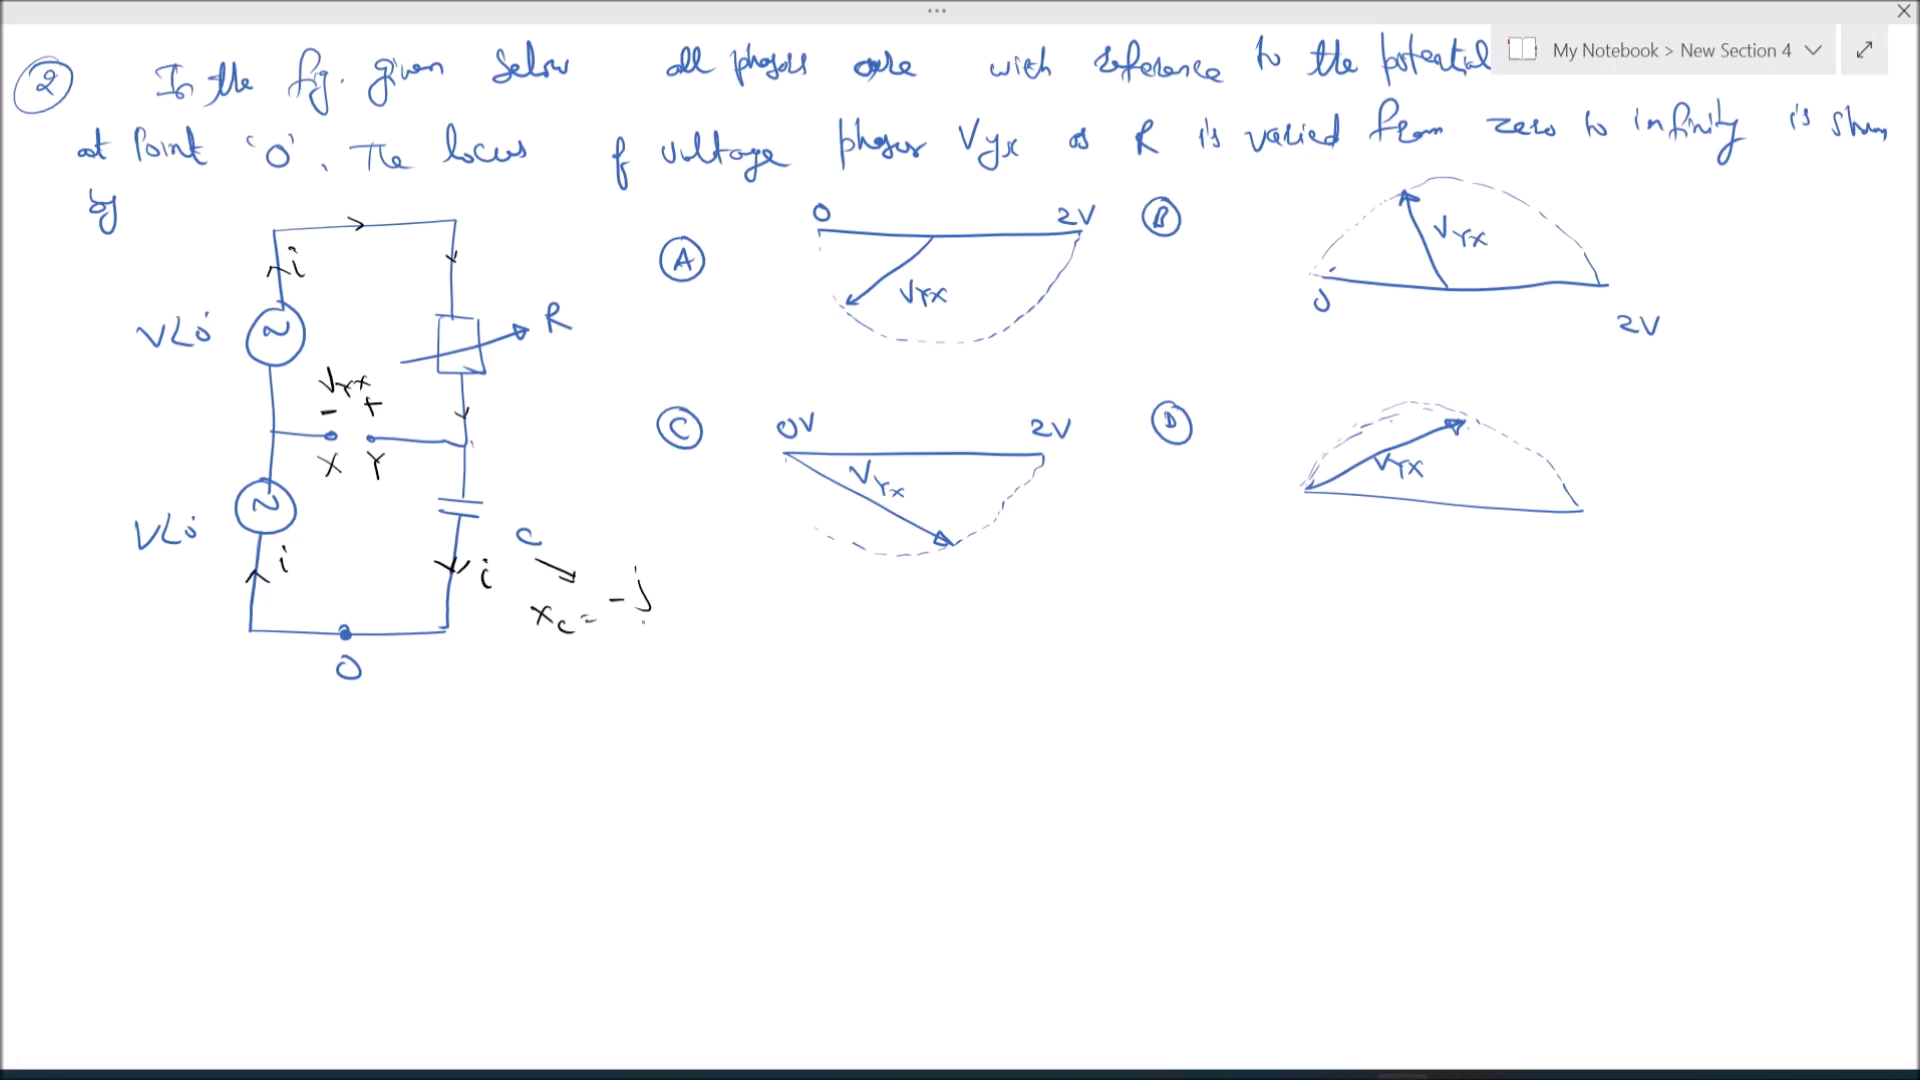 My Notebook > New Section 4
② In the fig. given below all phasors are with reference to the potential
at Point 'O'. The locus of voltage phasor VYX as R is varied from zero to infinity is shown
by
A
O 2V
VYX
B
VYX
O
2V
i
V∠0°
R
VYX
- +
X Y
V∠0°
i
C
i
XC = -j
O
C
0V 2V
VYX
D
VYX